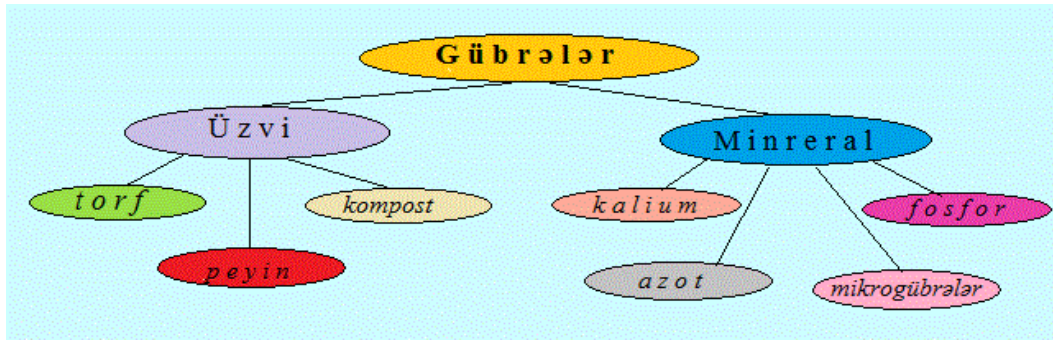 Gübrələr
Üzvi
Minreral
torf
kompost
kalium
fosfor
peyin
azot
mikrogübrələr